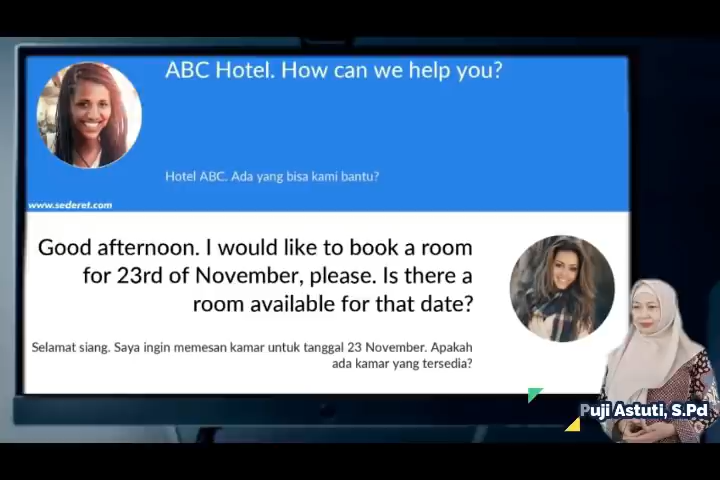 ABC Hotel. How can we help you?
Hotel ABC. Ada yang bisa kami bantu?
www.sederet.com
Good afternoon. I would like to book a room
for 23rd of November, please. Is there a
room available for that date?
Selamat siang. Saya ingin memesan kamar untuk tanggal 23 November. Apakah
ada kamar yang tersedia?
Puji Astuti, S.Pd